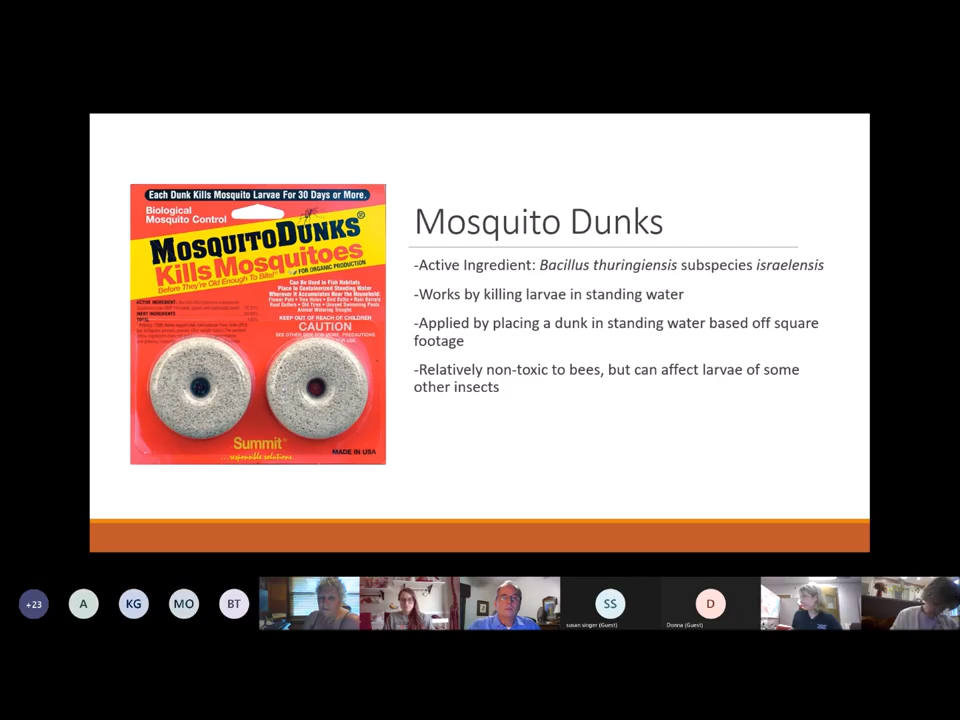 Each Dunk Kills Mosquito Larvae For 30 Days or More.
Biological
Mosquito Control
MOSQUITO DUNKS®
Kills Mosquitoes
Before They're Old Enough To Bite!
FOR ORGANIC PRODUCTION
Can Be Used In Fish Habitats
Place In Containerized Standing Water
Wherever It Accumulates Near the Household:
Flower Pots • Tree Holes • Bird Baths • Rain Barrels
Roof Gutters • Old Tires • Unused Swimming Pools
Animal Watering Troughs
KEEP OUT OF REACH OF CHILDREN
CAUTION
SEE OTHER SIDE FOR MORE PRECAUTIONS
ACTIVE INGREDIENT:
INERT INGREDIENTS
TOTAL
Summit®
...responsible solutions.
MADE IN USA
Mosquito Dunks
-Active Ingredient: Bacillus thuringiensis subspecies israelensis
-Works by killing larvae in standing water
-Applied by placing a dunk in standing water based off square
footage
-Relatively non-toxic to bees, but can affect larvae of some
other insects
+23
A
KG
MO
BT
SS
susan singer (Guest)
D
Donna (Guest)